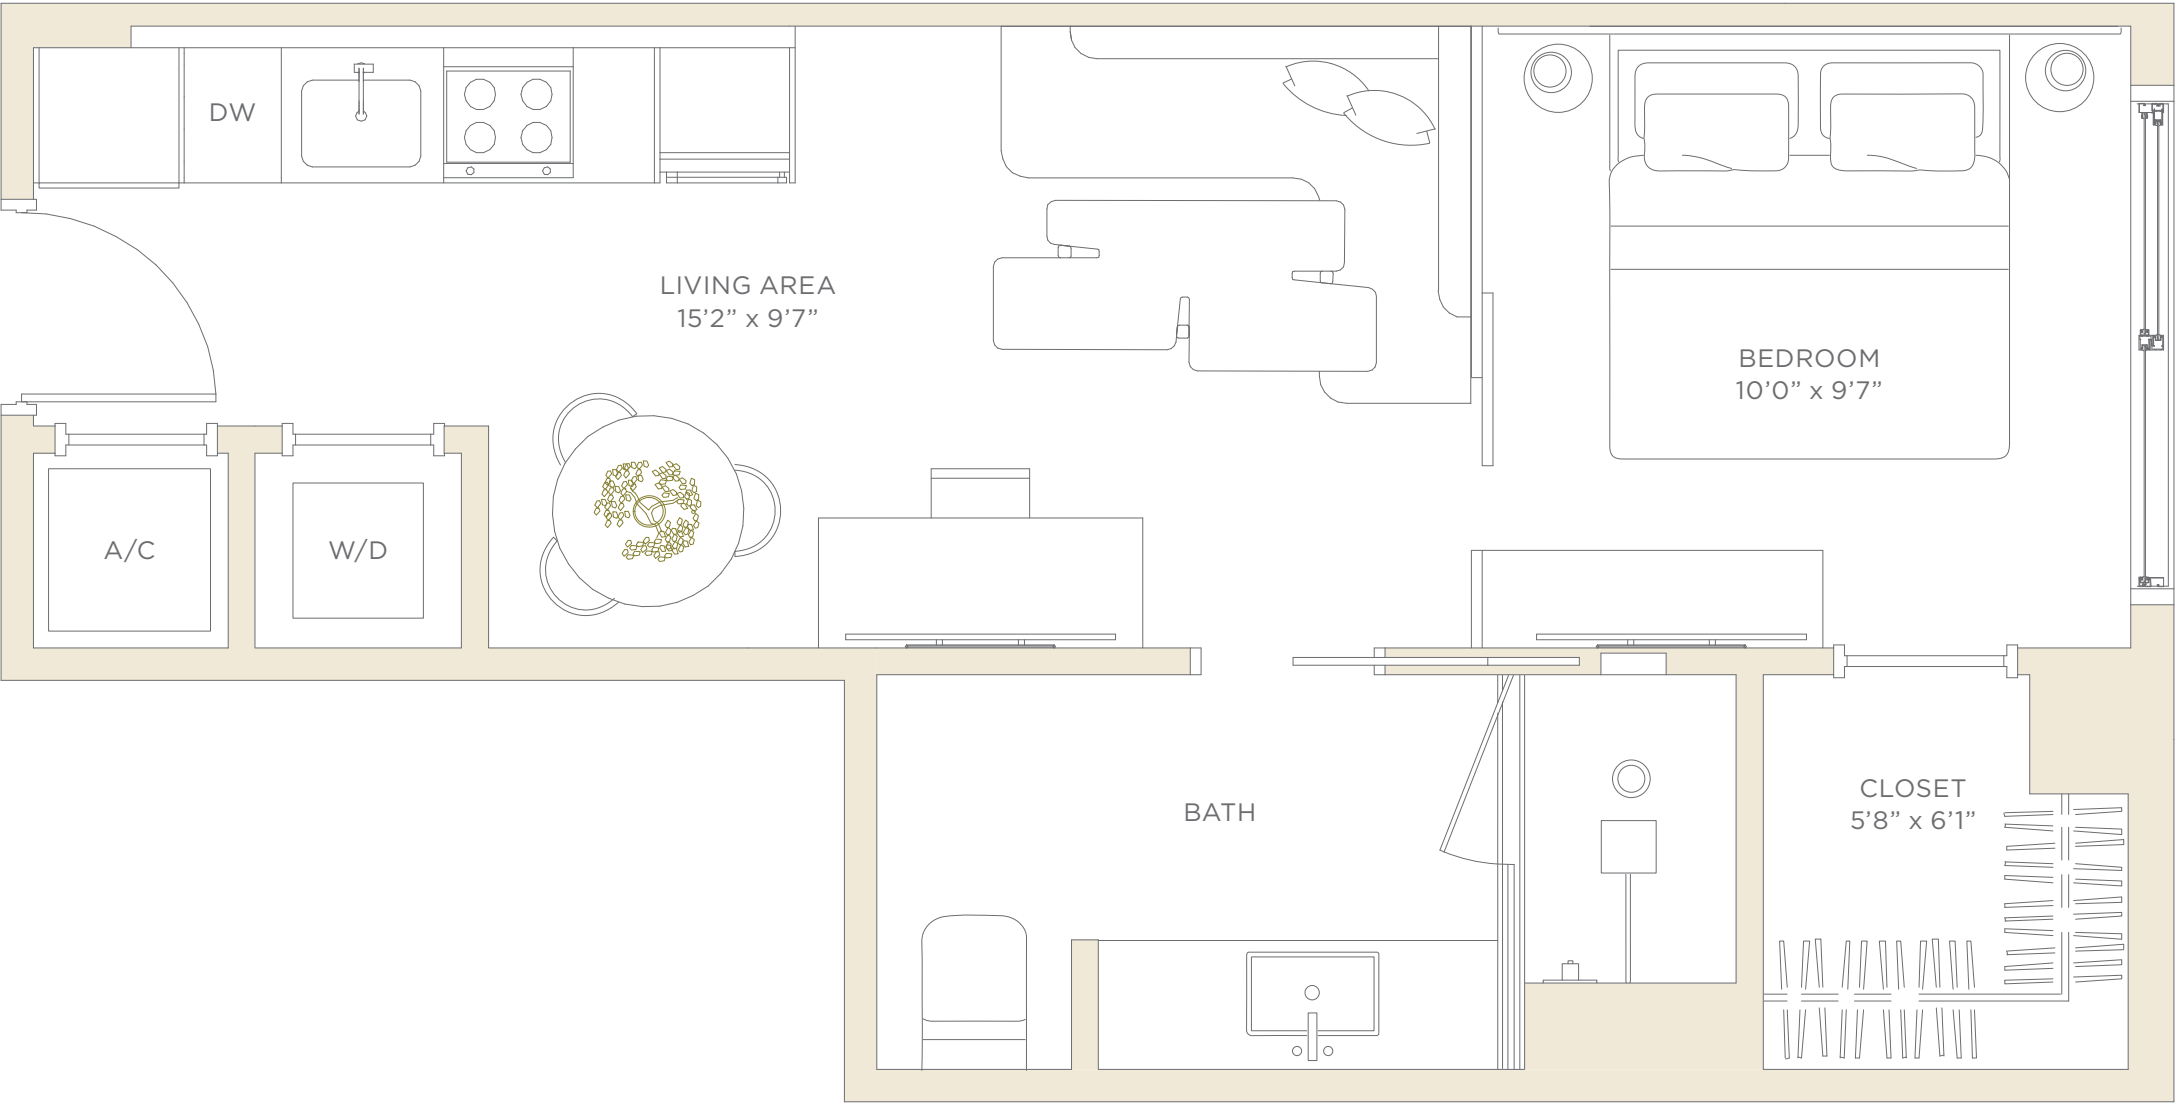 DW
LIVING AREA
15’2” x 9’7”
BEDROOM
10’0” x 9’7”
A/C
W/D
BATH
CLOSET
5’8” x 6’1”